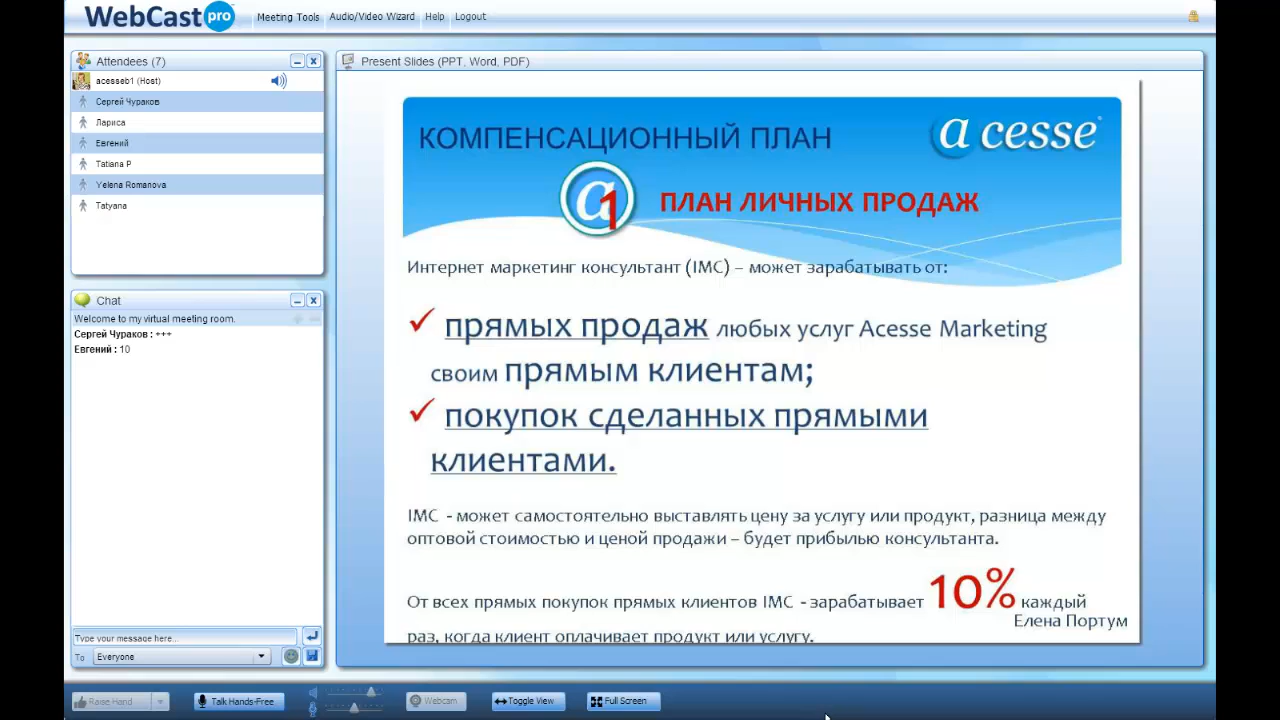 WebCast pro
Meeting Tools Audio/Video Wizard Help Logout
Attendees (7)
acesseb1 (Host)
Сергей Чураков
Лариса
Евгений
Tatiana P
Yelena Romanova
Tatyana
Chat
Welcome to my virtual meeting room.
Сергей Чураков : +++
Евгений : 10
Type your message here...
To Everyone
Present Slides (PPT, Word, PDF)
КОМПЕНСАЦИОННЫЙ ПЛАН
a cesse
a1
ПЛАН ЛИЧНЫХ ПРОДАЖ
Интернет маркетинг консультант (IMC) – может зарабатывать от:
прямых продаж любых услуг Acesse Marketing
своим прямым клиентам;
покупок сделанных прямыми
клиентами.
IMC - может самостоятельно выставлять цену за услугу или продукт, разница между
оптовой стоимостью и ценой продажи – будет прибылью консультанта.
От всех прямых покупок прямых клиентов IMC - зарабатывает 10% каждый
Елена Портум
раз, когда клиент оплачивает продукт или услугу.
Raise Hand Talk Hands-Free Webcam Toggle View Full Screen